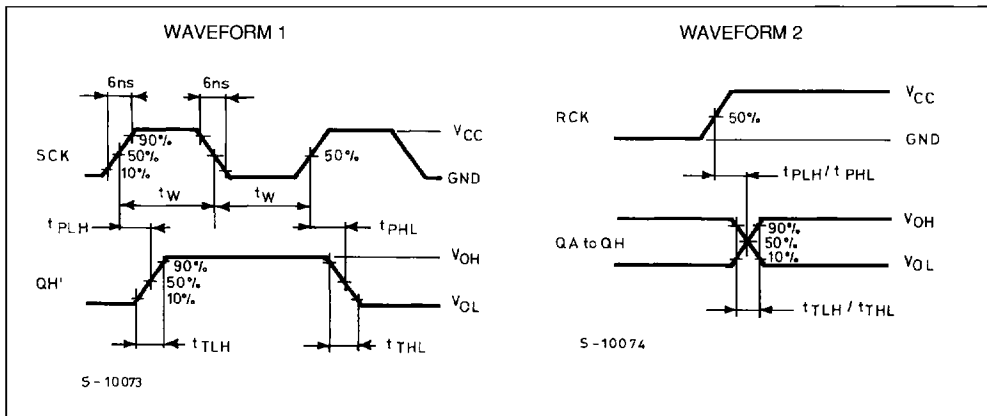 WAVEFORM 1
6ns
6ns
SCK
90%
50%
10%
50%
VCC
GND
tW
tW
tPLH
tPHL
QH'
90%
50%
10%
VOH
VOL
tTLH
tTHL
S-10073
WAVEFORM 2
RCK
50%
VCC
GND
tPLH / tPHL
QA to QH
90%
50%
10%
VOH
VOL
tTLH / tTHL
S-10074